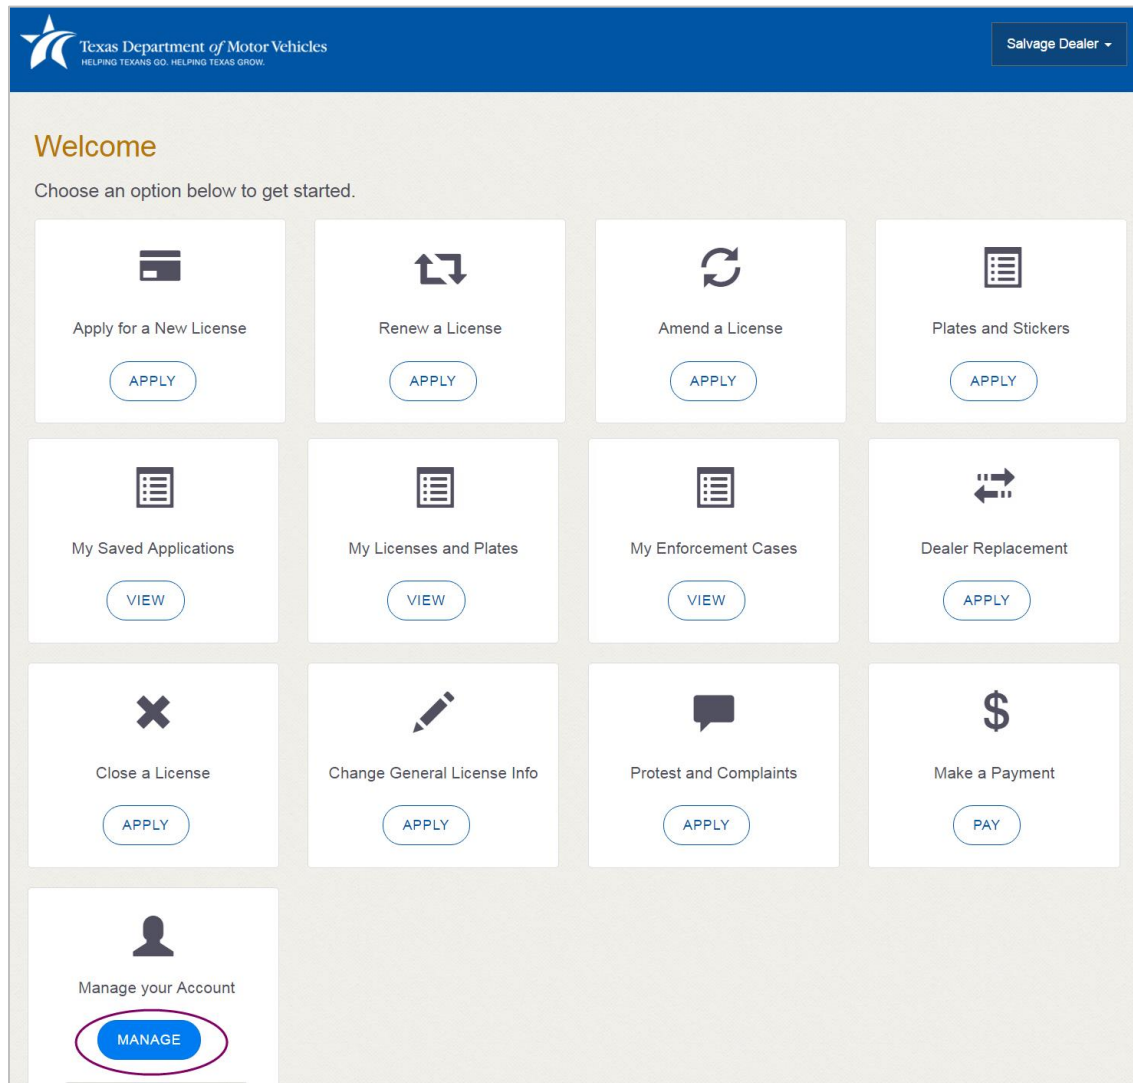 Texas Department of Motor Vehicles
HELPING TEXANS GO. HELPING TEXAS GROW.
Salvage Dealer
Welcome
Choose an option below to get started.
Apply for a New License
Renew a License
Amend a License
Plates and Stickers
APPLY
APPLY
APPLY
APPLY
My Saved Applications
My Licenses and Plates
My Enforcement Cases
Dealer Replacement
VIEW
VIEW
VIEW
APPLY
$
Close a License
Change General License Info
Protest and Complaints
Make a Payment
APPLY
APPLY
APPLY
PAY
Manage your Account
MANAGE